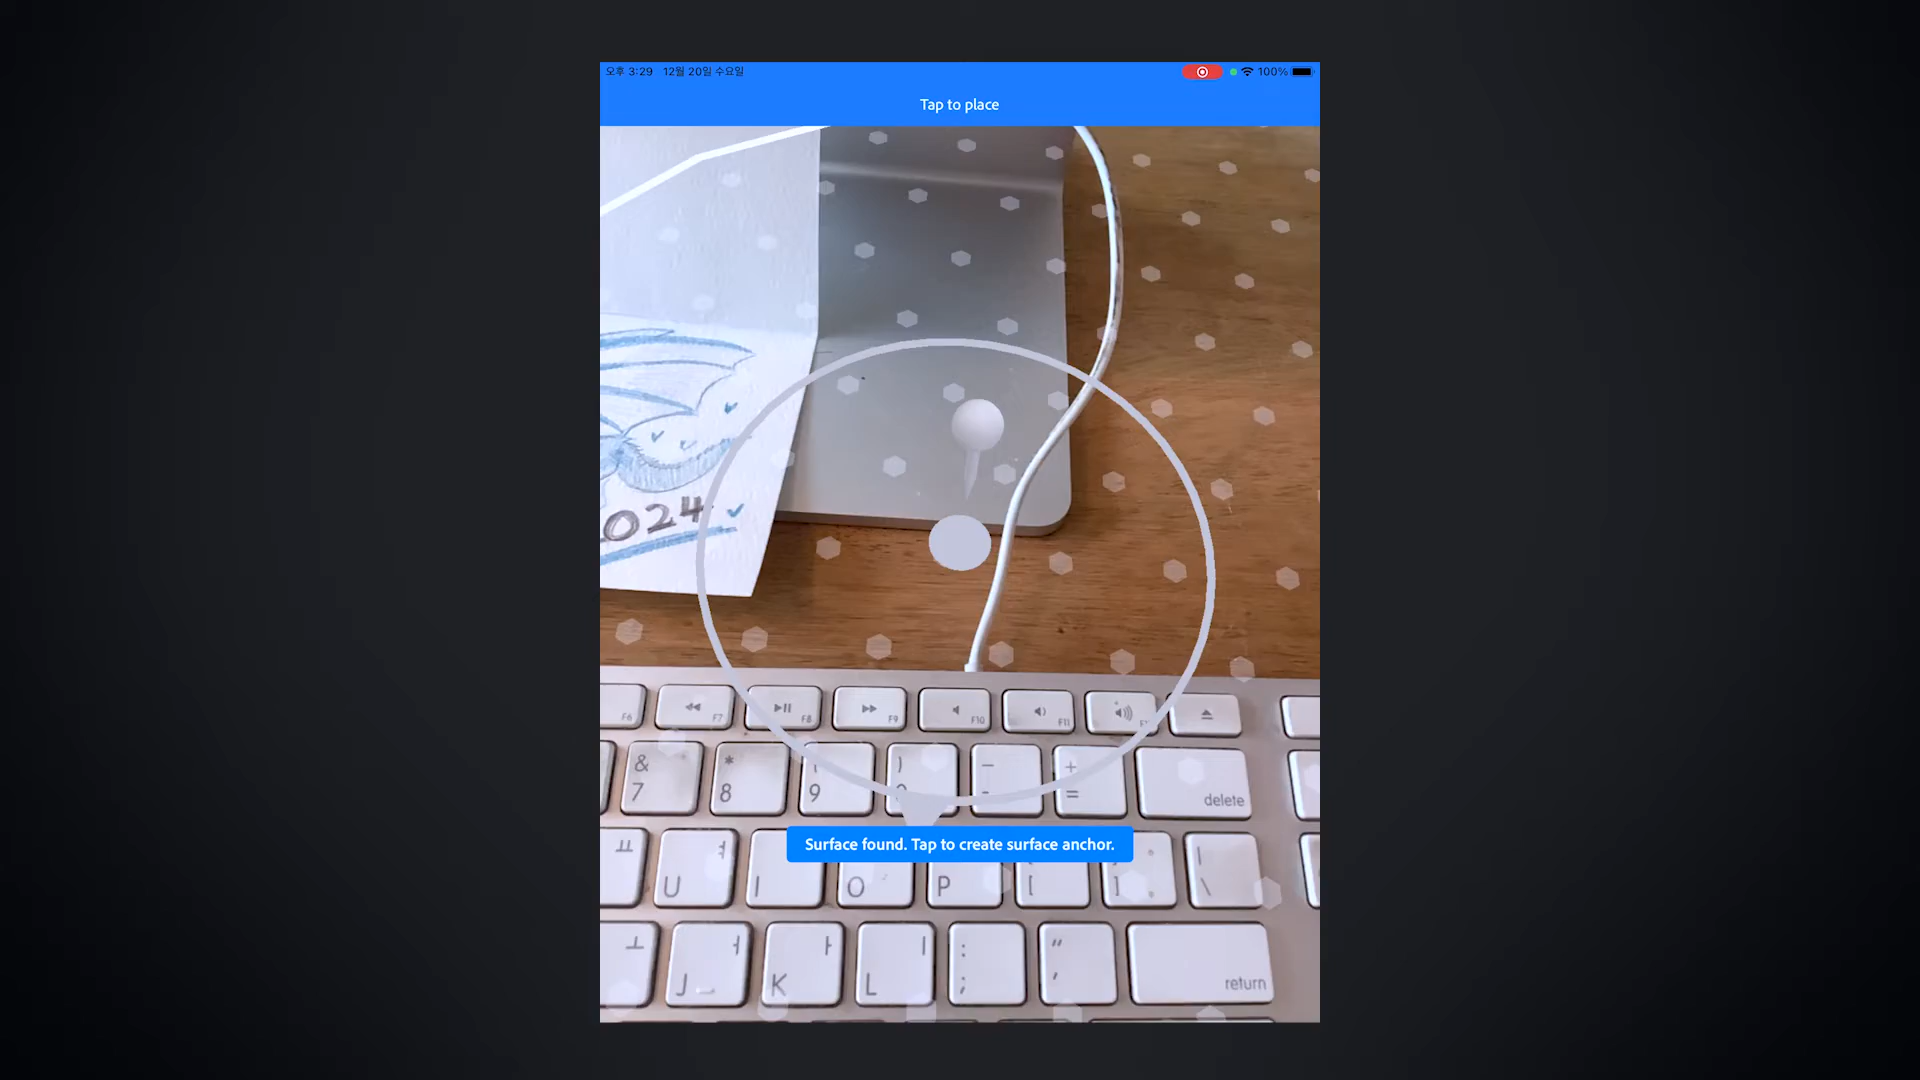 오후 3:29 12월 20일 수요일
100%
Tap to place
2024
F6 F7 F8 F9 F10 F11
& 7 * 8 ( 9 ) - + =
delete
Surface found. Tap to create surface anchor.
ㅛ U ㅕ I O P [ ] | \
ㅗ J ㅓ K ㅏ L ㅣ : ; " '
return